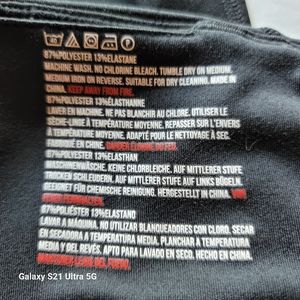 87%POLYESTER 13%ELASTANE
MACHINE WASH. NO CHLORINE BLEACH. TUMBLE DRY ON MEDIUM.
MEDIUM IRON ON REVERSE. SUITABLE FOR DRY CLEANING. MADE IN
CHINA. KEEP AWAY FROM FIRE.
87%POLYESTER 13%ÉLASTHANNE
LAVER EN MACHINE. NE PAS BLANCHIR AU CHLORE. UTILISER LE
SÈCHE-LINGE À TEMPÉRATURE MOYENNE. REPASSER SUR L'ENVERS
À TEMPÉRATURE MOYENNE. ADAPTÉ POUR LE NETTOYAGE À SEC.
FABRIQUÉ EN CHINE. GARDER ÉLOIGNÉ DU FEU.
87%POLYESTER 13%ELASTHAN
MASCHINENWÄSCHE. KEINE CHLORBLEICHE. AUF MITTLERER STUFE
TROCKEN SCHLEUDERN. AUF MITTLERER STUFE AUF LINKS BÜGELN.
GEEIGNET FÜR CHEMISCHE REINIGUNG. HERGESTELLT IN CHINA. VOM
FEUER FERNHALTEN.
87%POLIÉSTER 13%ELASTANO
LAVAR A MÁQUINA. NO UTILIZAR BLANQUEADORES CON CLORO. SECAR
EN SECADORA A TEMPERATURA MEDIA. PLANCHAR A TEMPERATURA
MEDIA Y DEL REVÉS. APTO PARA LAVADO EN SECO. HECHO EN CHINA.
MANTENER LEJOS DEL FUEGO.
Galaxy S21 Ultra 5G